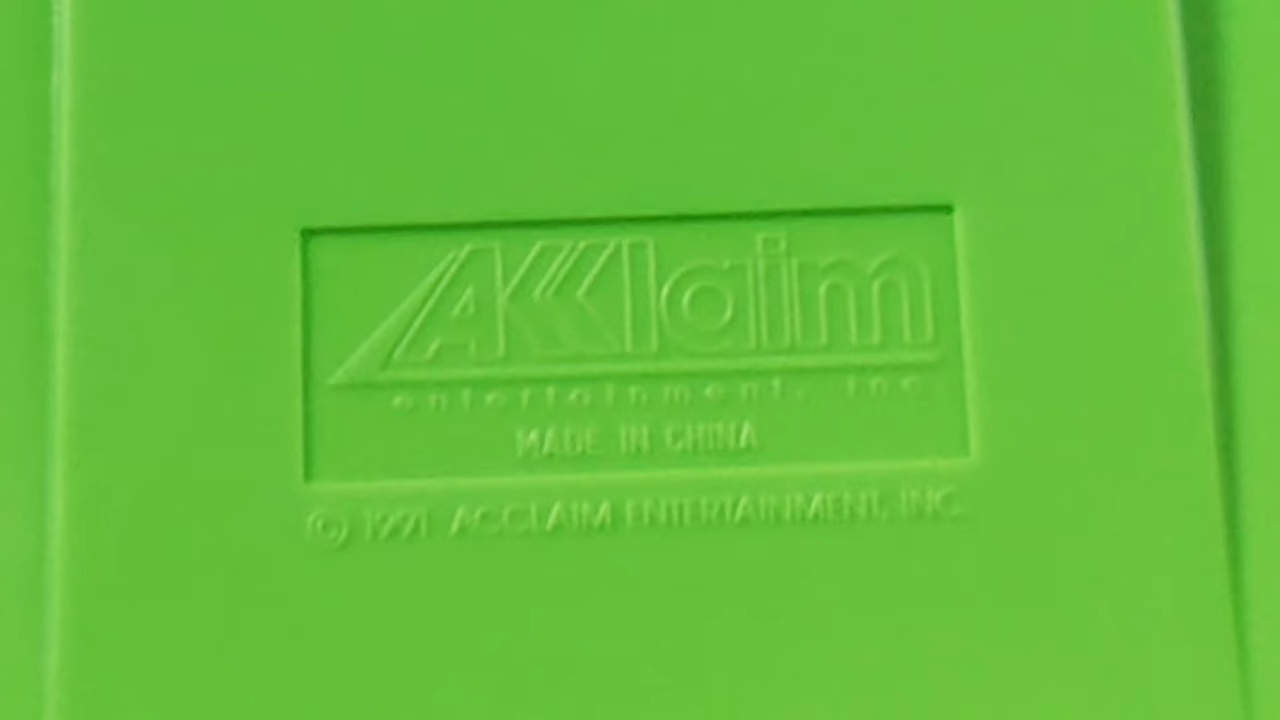 AKKlaim
entertainment, inc
MADE IN CHINA
© 1991 ACCLAIM ENTERTAINMENT, INC.